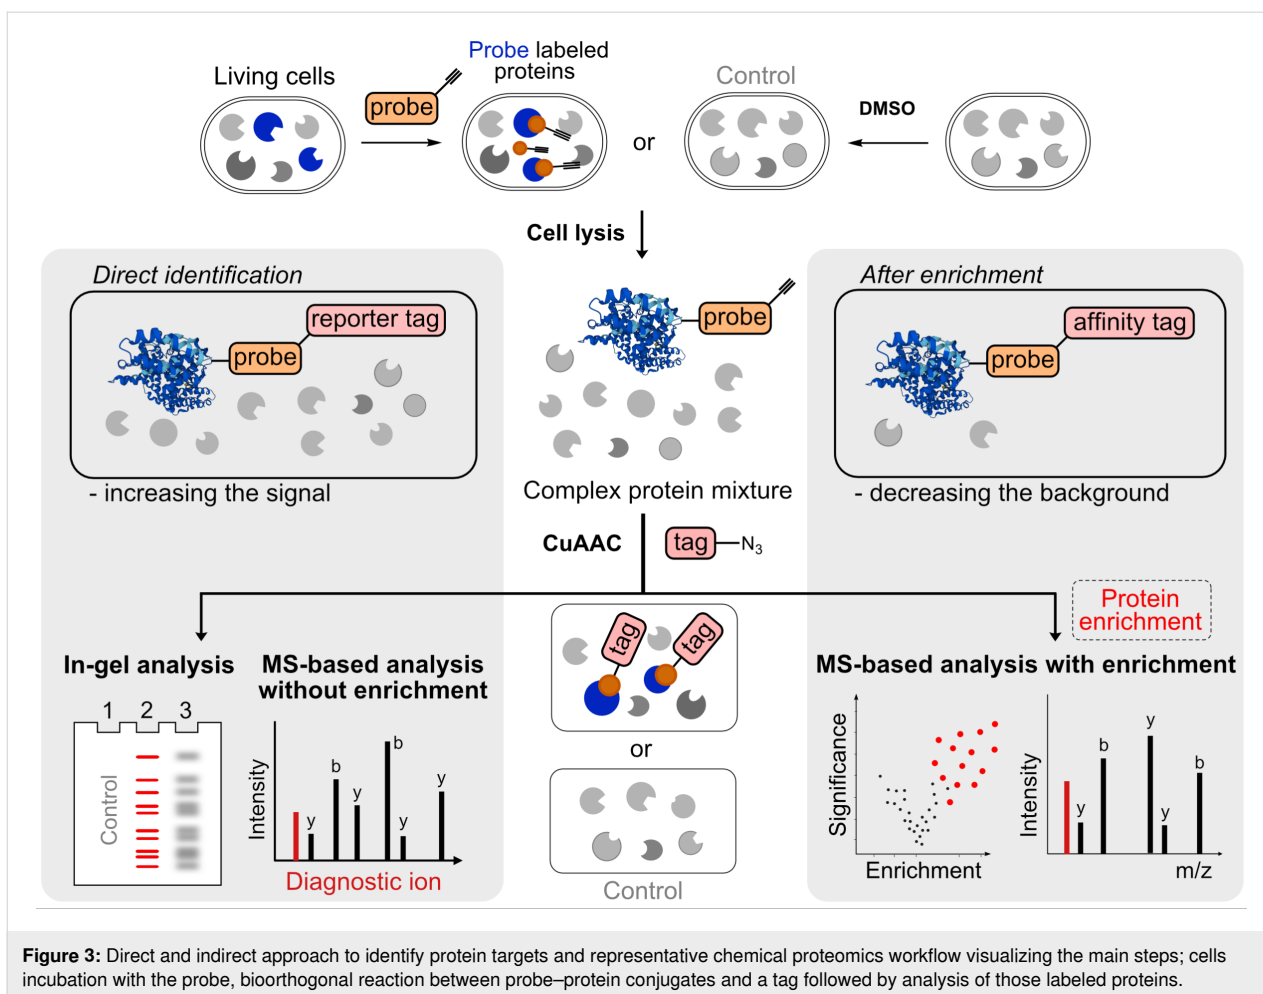 Living cells
probe
Probe labeled
proteins
or
Control
DMSO
Cell lysis
Direct identification
reporter tag
probe
- increasing the signal
probe
Complex protein mixture
After enrichment
affinity tag
probe
- decreasing the background
CuAAC
tag
N3
Protein
enrichment
In-gel analysis
1 2 3
Control
MS-based analysis
without enrichment
Intensity
y
b
y
b
y
y
Diagnostic ion
tag
tag
or
Control
MS-based analysis with enrichment
Significance
Enrichment
Intensity
y
b
y
y
b
m/z
Figure 3: Direct and indirect approach to identify protein targets and representative chemical proteomics workflow visualizing the main steps; cells
incubation with the probe, bioorthogonal reaction between probe–protein conjugates and a tag followed by analysis of those labeled proteins.